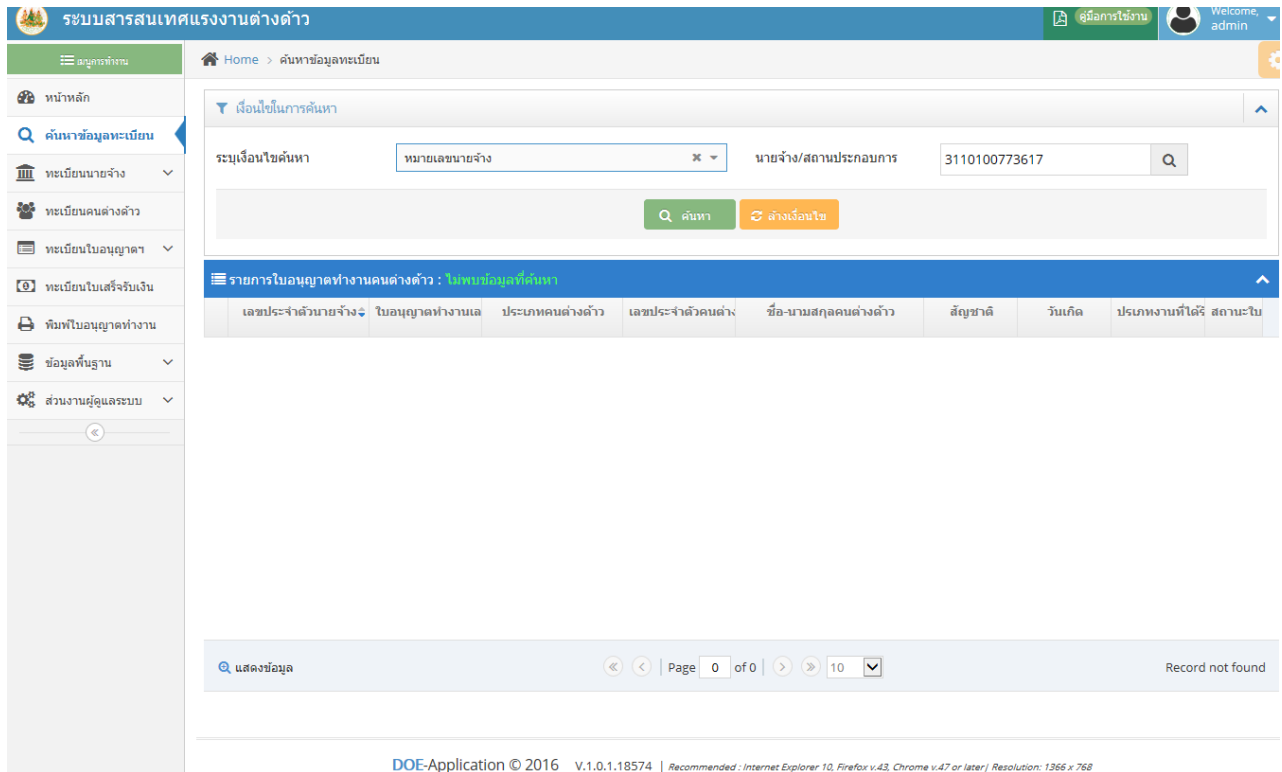 ระบบสารสนเทศแรงงานต่างด้าว
คู่มือการใช้งาน
Welcome,
admin
เมนูการทำงาน
Home > ค้นหาข้อมูลทะเบียน
หน้าหลัก
ค้นหาข้อมูลทะเบียน
ทะเบียนนายจ้าง
ทะเบียนคนต่างด้าว
ทะเบียนใบอนุญาตฯ
ทะเบียนใบเสร็จรับเงิน
พิมพ์ใบอนุญาตทำงาน
ข้อมูลพื้นฐาน
ส่วนงานผู้ดูแลระบบ
เงื่อนไขในการค้นหา
ระบุเงื่อนไขค้นหา หมายเลขนายจ้าง นายจ้าง/สถานประกอบการ 3110100773617
ค้นหา ล้างเงื่อนไข
รายการใบอนุญาตทำงานคนต่างด้าว : ไม่พบข้อมูลที่ค้นหา
เลขประจำตัวนายจ้าง ใบอนุญาตทำงานเล ประเภทคนต่างด้าว เลขประจำตัวคนต่าง ชื่อ-นามสกุลคนต่างด้าว สัญชาติ วันเกิด ประเภทงานที่ได้รั สถานะใบ
แสดงข้อมูล Page 0 of 0 10 Record not found
DOE-Application © 2016 V.1.0.1.18574 | Recommended : Internet Explorer 10, Firefox v.43, Chrome v.47 or later| Resolution: 1366 x 768